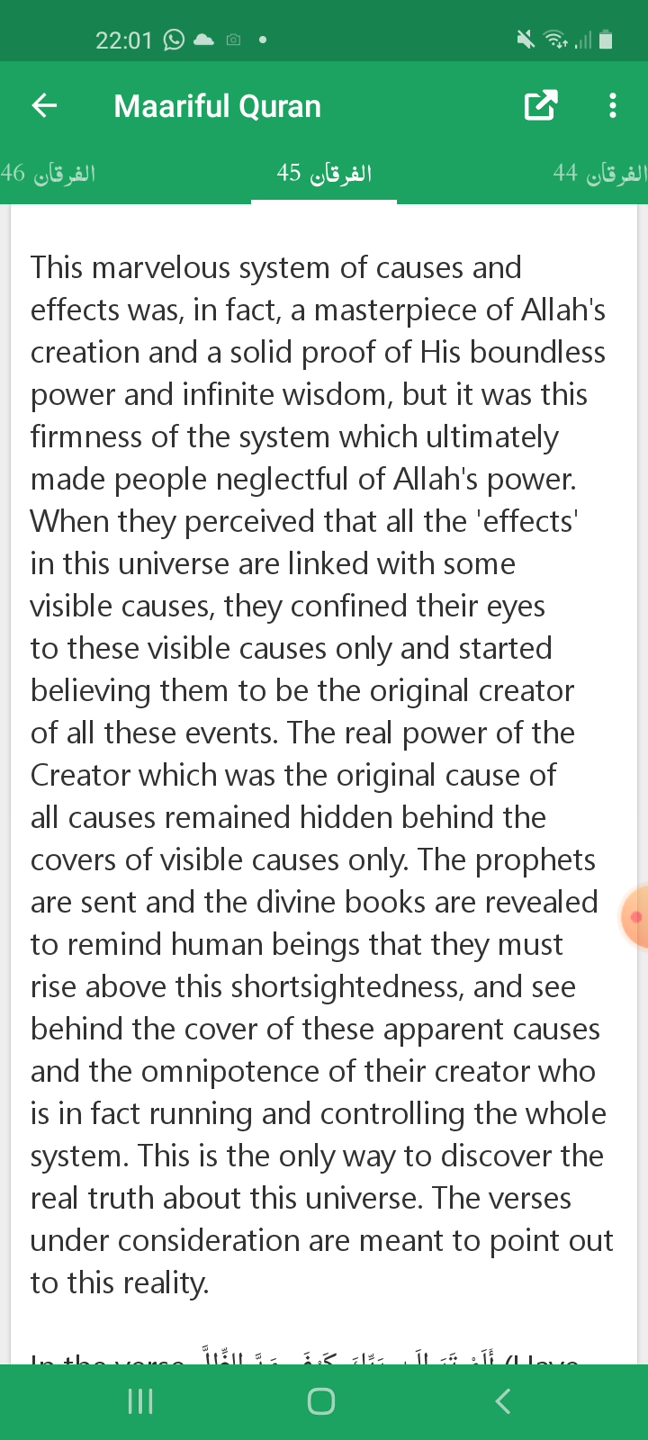 22:01
Maariful Quran
46 الفرقان
45 الفرقان
44 الفرقان
This marvelous system of causes and
effects was, in fact, a masterpiece of Allah's
creation and a solid proof of His boundless
power and infinite wisdom, but it was this
firmness of the system which ultimately
made people neglectful of Allah's power.
When they perceived that all the 'effects'
in this universe are linked with some
visible causes, they confined their eyes
to these visible causes only and started
believing them to be the original creator
of all these events. The real power of the
Creator which was the original cause of
all causes remained hidden behind the
covers of visible causes only. The prophets
are sent and the divine books are revealed
to remind human beings that they must
rise above this shortsightedness, and see
behind the cover of these apparent causes
and the omnipotence of their creator who
is in fact running and controlling the whole
system. This is the only way to discover the
real truth about this universe. The verses
under consideration are meant to point out
to this reality.
In the verse (Have